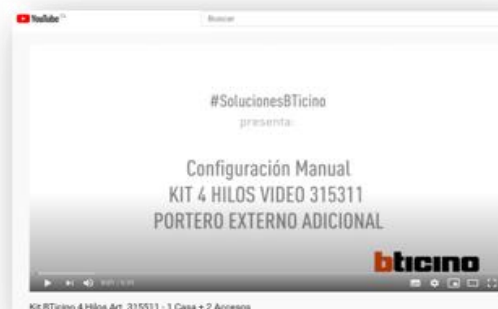 YouTube
Buscar
#SolucionesBTicino
presenta:
Configuración Manual
KIT 4 HILOS VIDEO 315311
PORTERO EXTERNO ADICIONAL
bticino
Kit BTicino 4 Hilos Art. 315511 - 1 Casa + 2 Accesos